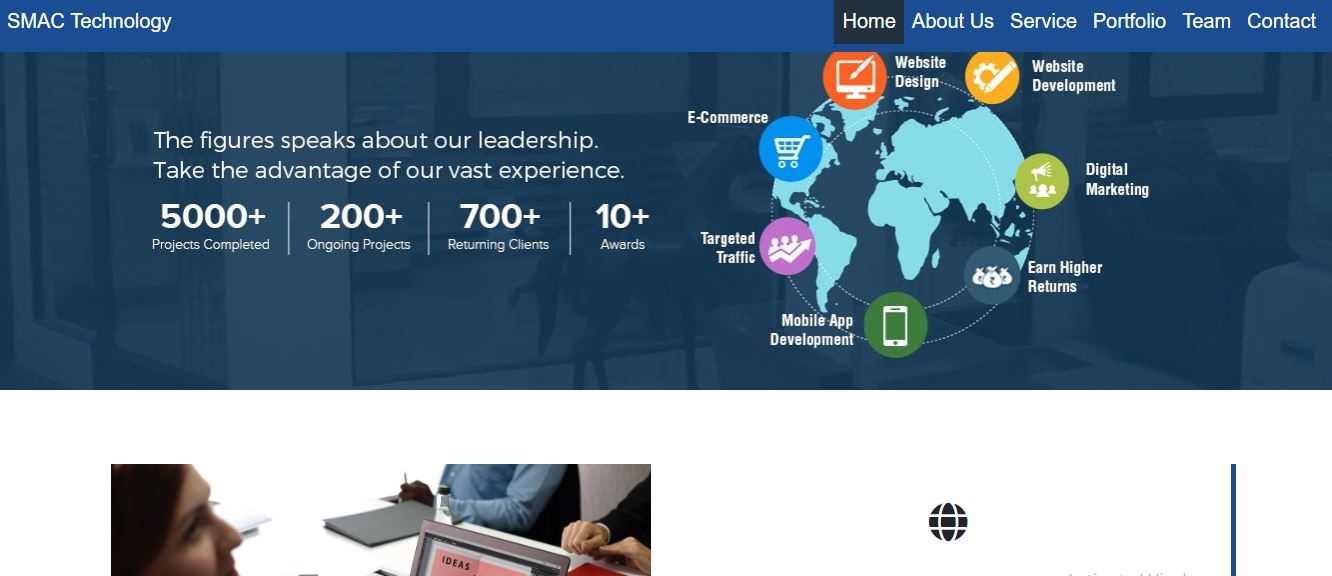 SMAC Technology
Home About Us Service Portfolio Team Contact
Website
Design
Website
Development
E-Commerce
The figures speaks about our leadership.
Take the advantage of our vast experience.
Digital
Marketing
5000+ 200+ 700+ 10+
Projects Completed Ongoing Projects Returning Clients Awards
Targeted
Traffic
Earn Higher
Returns
Mobile App
Development
IDEAS